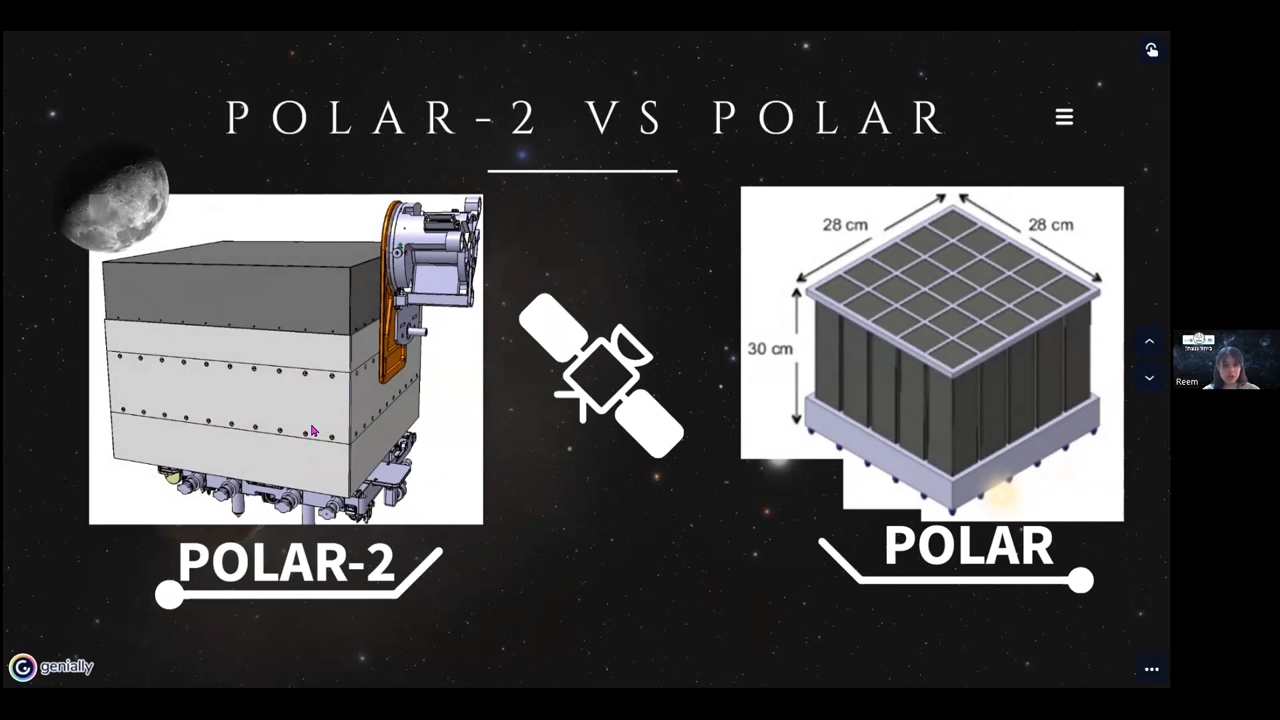 POLAR-2 VS POLAR
28 cm
28 cm
30 cm
POLAR-2
POLAR
Reem
genially